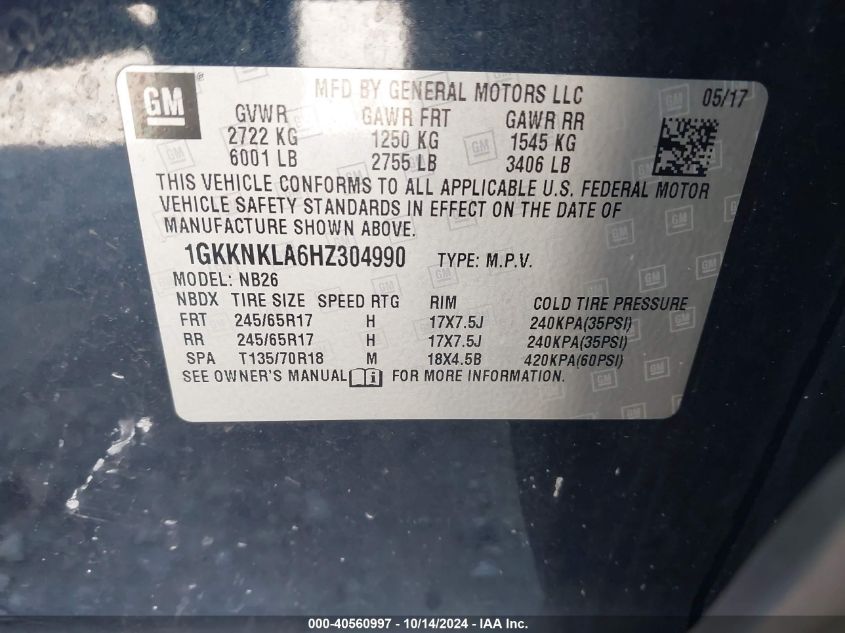 GM
MFD BY GENERAL MOTORS LLC 05/17
GVWR GAWR FRT GAWR RR
2722 KG 1250 KG 1545 KG
6001 LB 2755 LB 3406 LB
THIS VEHICLE CONFORMS TO ALL APPLICABLE U.S. FEDERAL MOTOR
VEHICLE SAFETY STANDARDS IN EFFECT ON THE DATE OF
MANUFACTURE SHOWN ABOVE.
1GKKNKLA6HZ304990 TYPE: M.P.V.
MODEL: NB26
NBDX TIRE SIZE SPEED RTG RIM COLD TIRE PRESSURE
FRT 245/65R17 H 17X7.5J 240KPA(35PSI)
RR 245/65R17 H 17X7.5J 240KPA(35PSI)
SPA T135/70R18 M 18X4.5B 420KPA(60PSI)
SEE OWNER'S MANUAL FOR MORE INFORMATION.
000-40560997 - 10/14/2024 - IAA Inc.